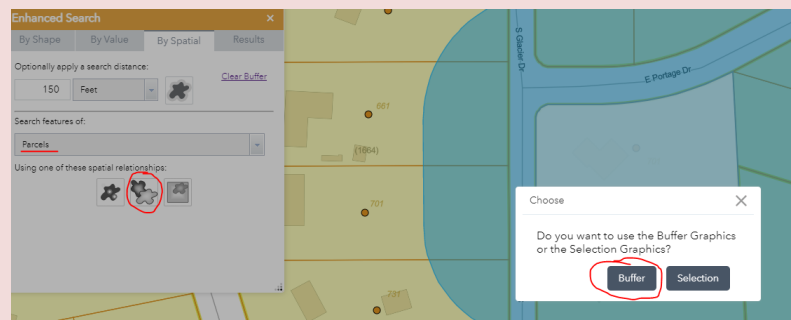 Enhanced Search
By Shape By Value By Spatial Results
Optionally apply a search distance:
150 Feet Clear Buffer
Search features of:
Parcels
Using one of these spatial relationships:
S Glacier Dr
E Portage Dr
661
(1664)
701
731
Choose
Do you want to use the Buffer Graphics
or the Selection Graphics?
Buffer Selection